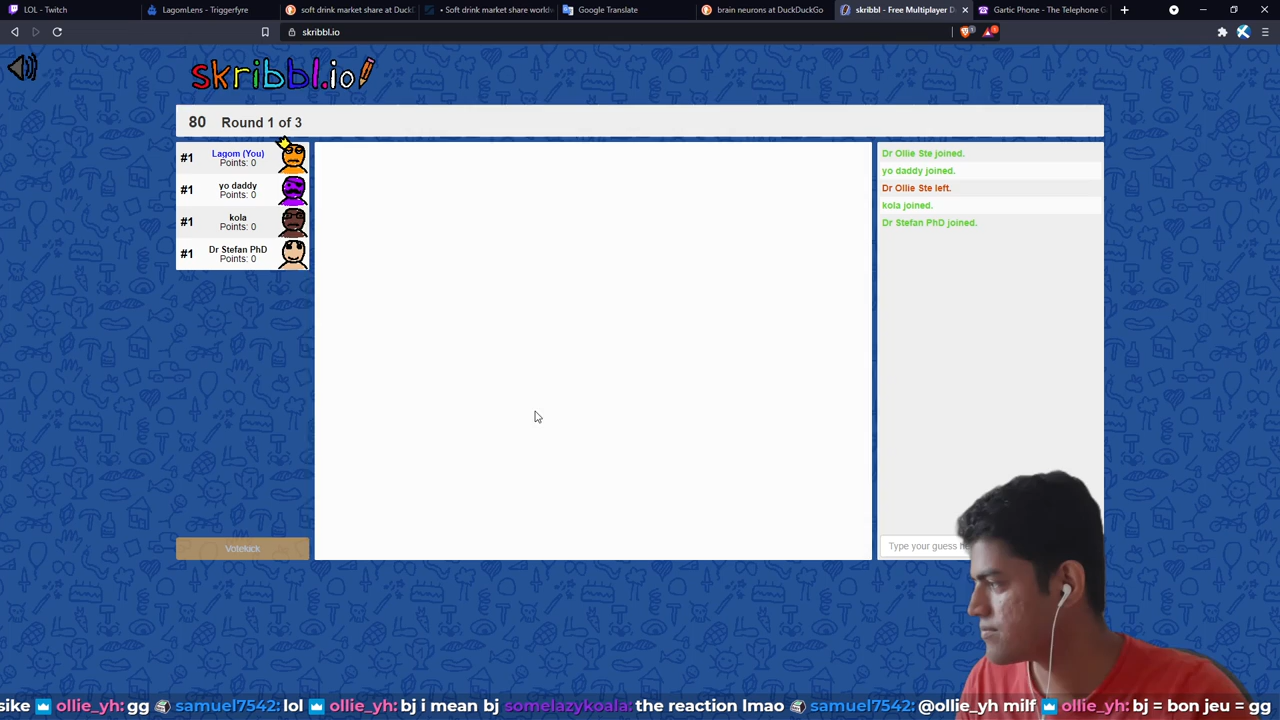 LOL - Twitch
LagomLens - Triggerfyre
soft drink market share at DuckD
• Soft drink market share worldw
Google Translate
brain neurons at DuckDuckGo
skribbl - Free Multiplayer D
Gartic Phone - The Telephone G
skribbl.io
skribbl.io
80 Round 1 of 3
#1 Lagom (You)
Points: 0
#1 yo daddy
Points: 0
#1 kola
Points: 0
#1 Dr Stefan PhD
Points: 0
Dr Ollie Ste joined.
yo daddy joined.
Dr Ollie Ste left.
kola joined.
Dr Stefan PhD joined.
Votekick
Type your guess h
sike ollie_yh: gg samuel7542: lol ollie_yh: bj i mean bj somelazykoala: the reaction lmao samuel7542: @ollie_yh milf ollie_yh: bj = bon jeu = gg